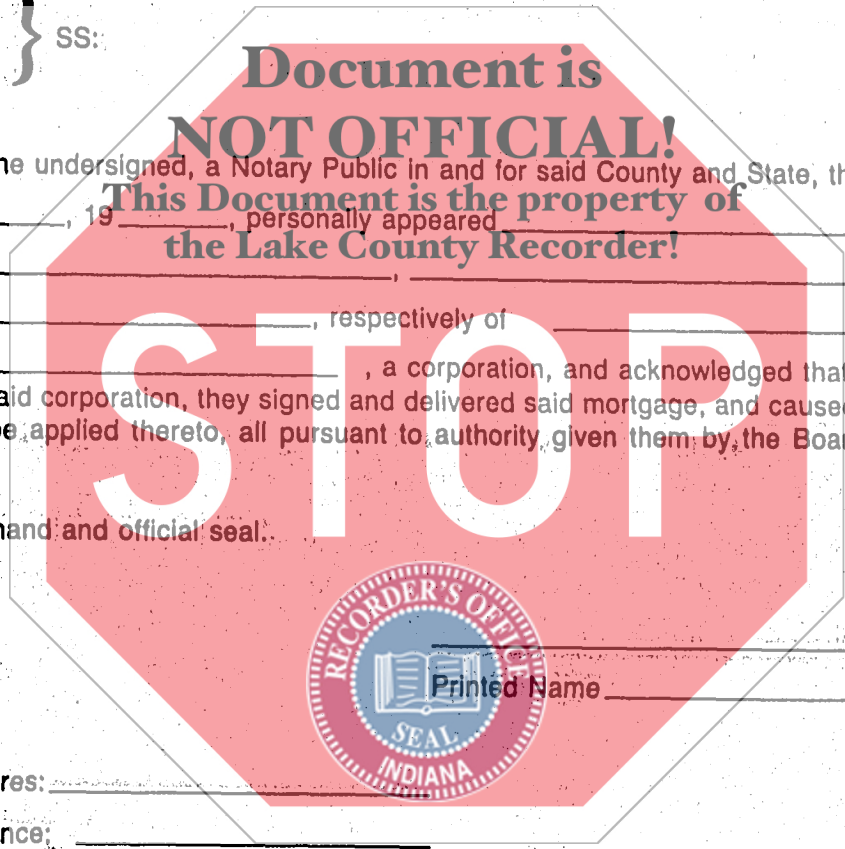 } SS:
Document is
NOT OFFICIAL!
ne undersigned, a Notary Public in and for said County and State, th
This Document is the property of
, 19 , personally appeared
the Lake County Recorder!
,
, respectively of
, a corporation, and acknowledged that
aid corporation, they signed and delivered said mortgage, and caused
be applied thereto, all pursuant to authority given them by the Boar
STOP
hand and official seal.
RECORDER'S OFFICE
Printed Name
SEAL
INDIANA
res:
nce: